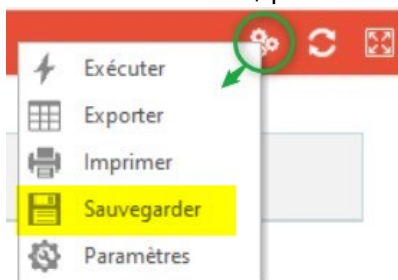 Exécuter
Exporter
Imprimer
Sauvegarder
Paramètres